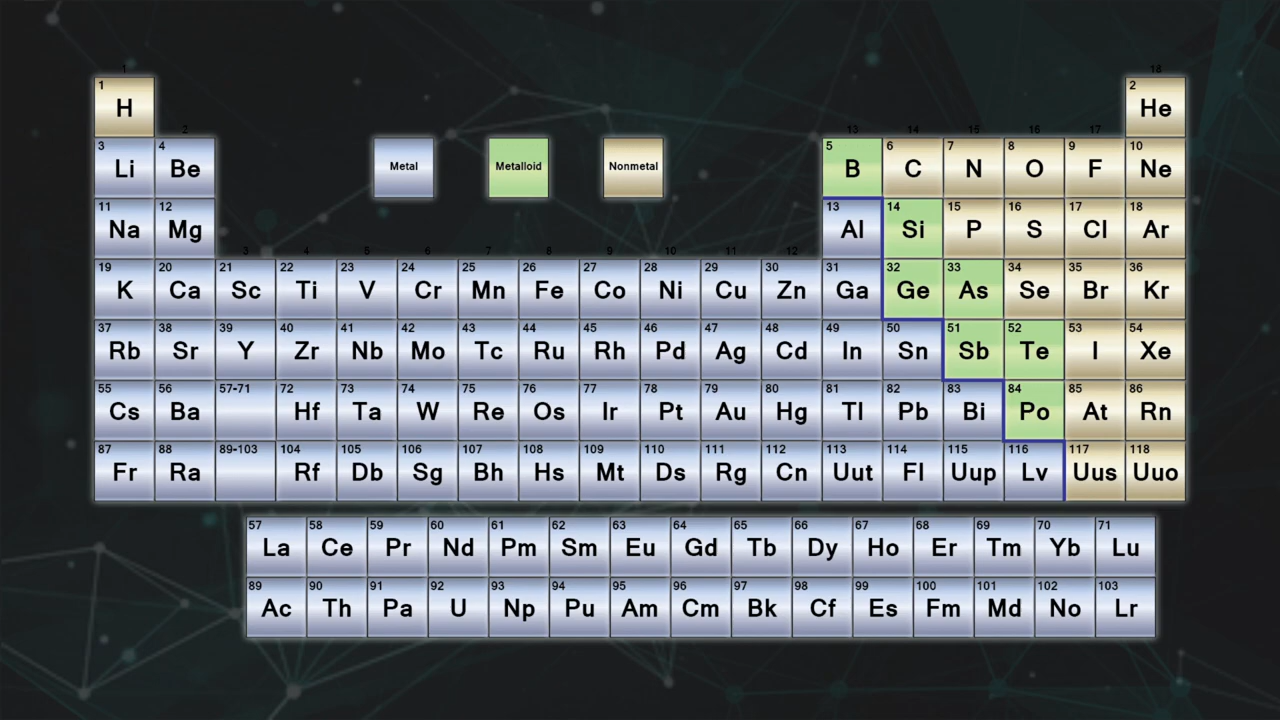 1 18
1 2
H He
2 13 14 15 16 17
3 4 5 6 7 8 9 10
Li Be Metal Metalloid Nonmetal B C N O F Ne
11 12 13 14 15 16 17 18
Na Mg Al Si P S Cl Ar
3 4 5 6 7 8 9 10 11 12
19 20 21 22 23 24 25 26 27 28 29 30 31 32 33 34 35 36
K Ca Sc Ti V Cr Mn Fe Co Ni Cu Zn Ga Ge As Se Br Kr
37 38 39 40 41 42 43 44 45 46 47 48 49 50 51 52 53 54
Rb Sr Y Zr Nb Mo Tc Ru Rh Pd Ag Cd In Sn Sb Te I Xe
55 56 57-71 72 73 74 75 76 77 78 79 80 81 82 83 84 85 86
Cs Ba Hf Ta W Re Os Ir Pt Au Hg Tl Pb Bi Po At Rn
87 88 89-103 104 105 106 107 108 109 110 111 112 113 114 115 116 117 118
Fr Ra Rf Db Sg Bh Hs Mt Ds Rg Cn Uut Fl Uup Lv Uus Uuo
57 58 59 60 61 62 63 64 65 66 67 68 69 70 71
La Ce Pr Nd Pm Sm Eu Gd Tb Dy Ho Er Tm Yb Lu
89 90 91 92 93 94 95 96 97 98 99 100 101 102 103
Ac Th Pa U Np Pu Am Cm Bk Cf Es Fm Md No Lr